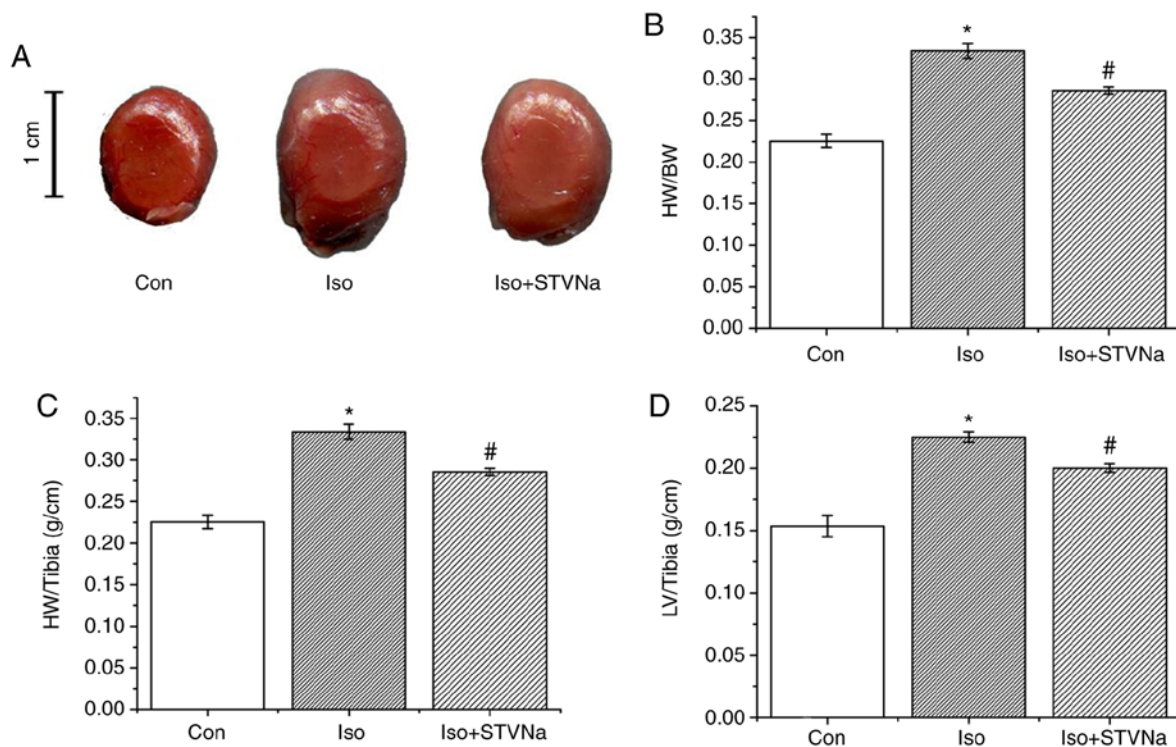 A
1 cm
Con
Iso
Iso+STVNa
B
HW/BW
0.35
0.30
0.25
0.20
0.15
0.10
0.05
0.00
*
#
Con
Iso
Iso+STVNa
C
HW/Tibia (g/cm)
0.35
0.30
0.25
0.20
0.15
0.10
0.05
0.00
*
#
Con
Iso
Iso+STVNa
D
LV/Tibia (g/cm)
0.25
0.20
0.15
0.10
0.05
0.00
*
#
Con
Iso
Iso+STVNa